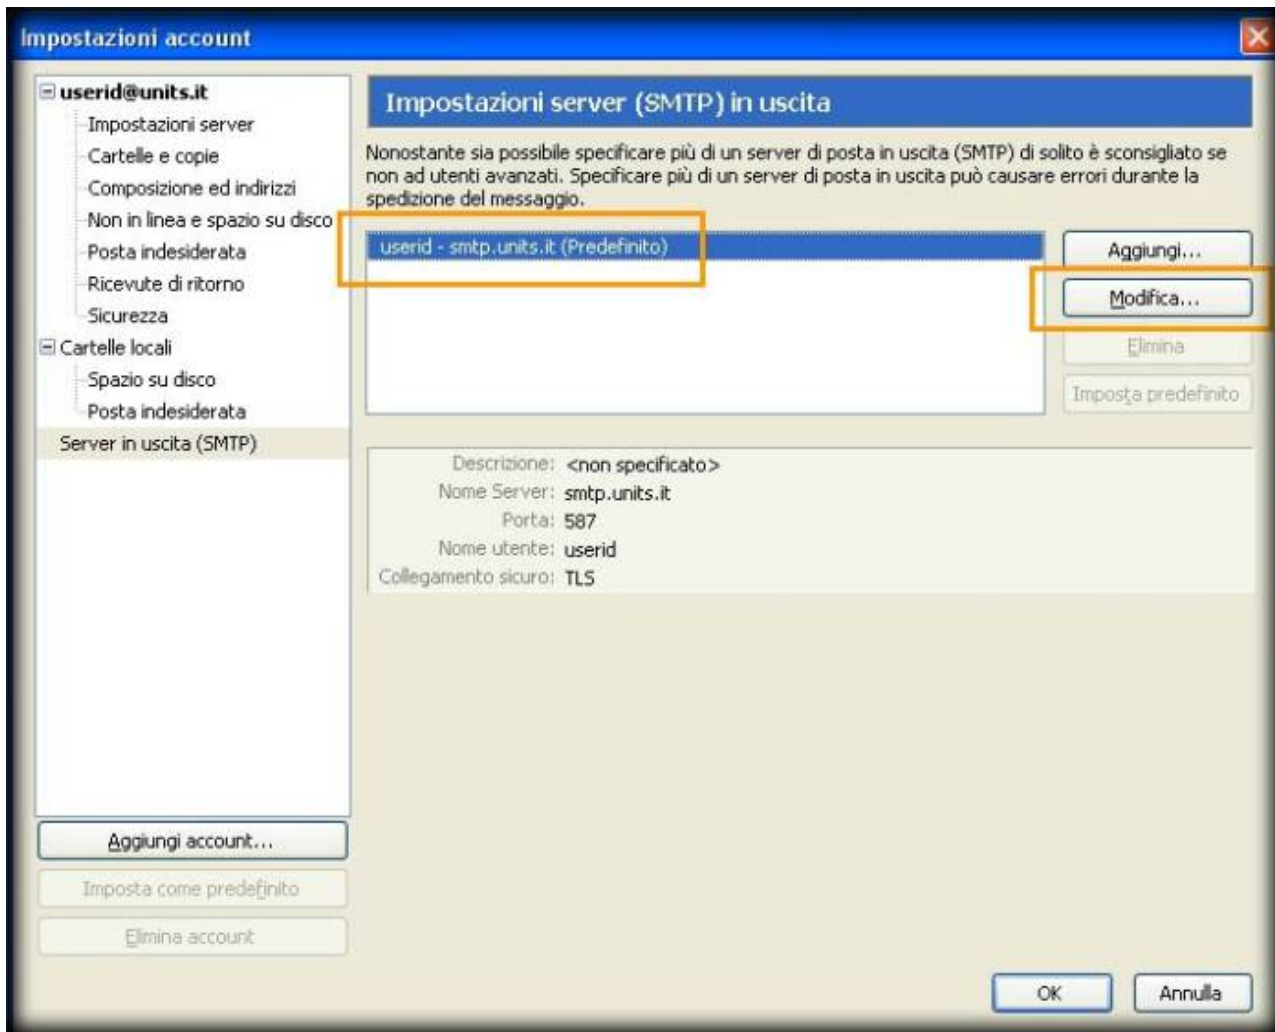 Impostazioni account
userid@units.it
Impostazioni server
Cartelle e copie
Composizione ed indirizzi
Non in linea e spazio su disco
Posta indesiderata
Ricevute di ritorno
Sicurezza
Cartelle locali
Spazio su disco
Posta indesiderata
Server in uscita (SMTP)
Aggiungi account...
Imposta come predefinito
Elimina account
Impostazioni server (SMTP) in uscita
Nonostante sia possibile specificare più di un server di posta in uscita (SMTP) di solito è sconsigliato se
non ad utenti avanzati. Specificare più di un server di posta in uscita può causare errori durante la
spedizione del messaggio.
userid - smtp.units.it (Predefinito)
Aggiungi...
Modifica...
Elimina
Imposta predefinito
Descrizione: <non specificato>
Nome Server: smtp.units.it
Porta: 587
Nome utente: userid
Collegamento sicuro: TLS
OK
Annulla